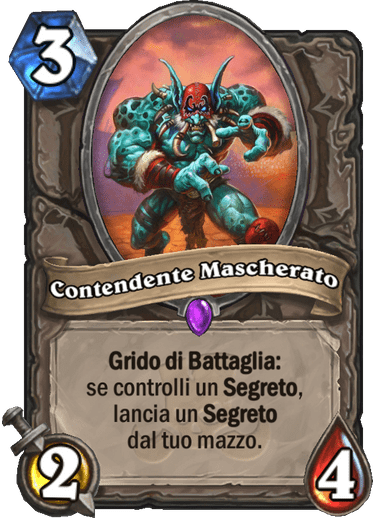 3
Contendente Mascherato
Grido di Battaglia:
se controlli un Segreto,
lancia un Segreto
dal tuo mazzo.
2
4